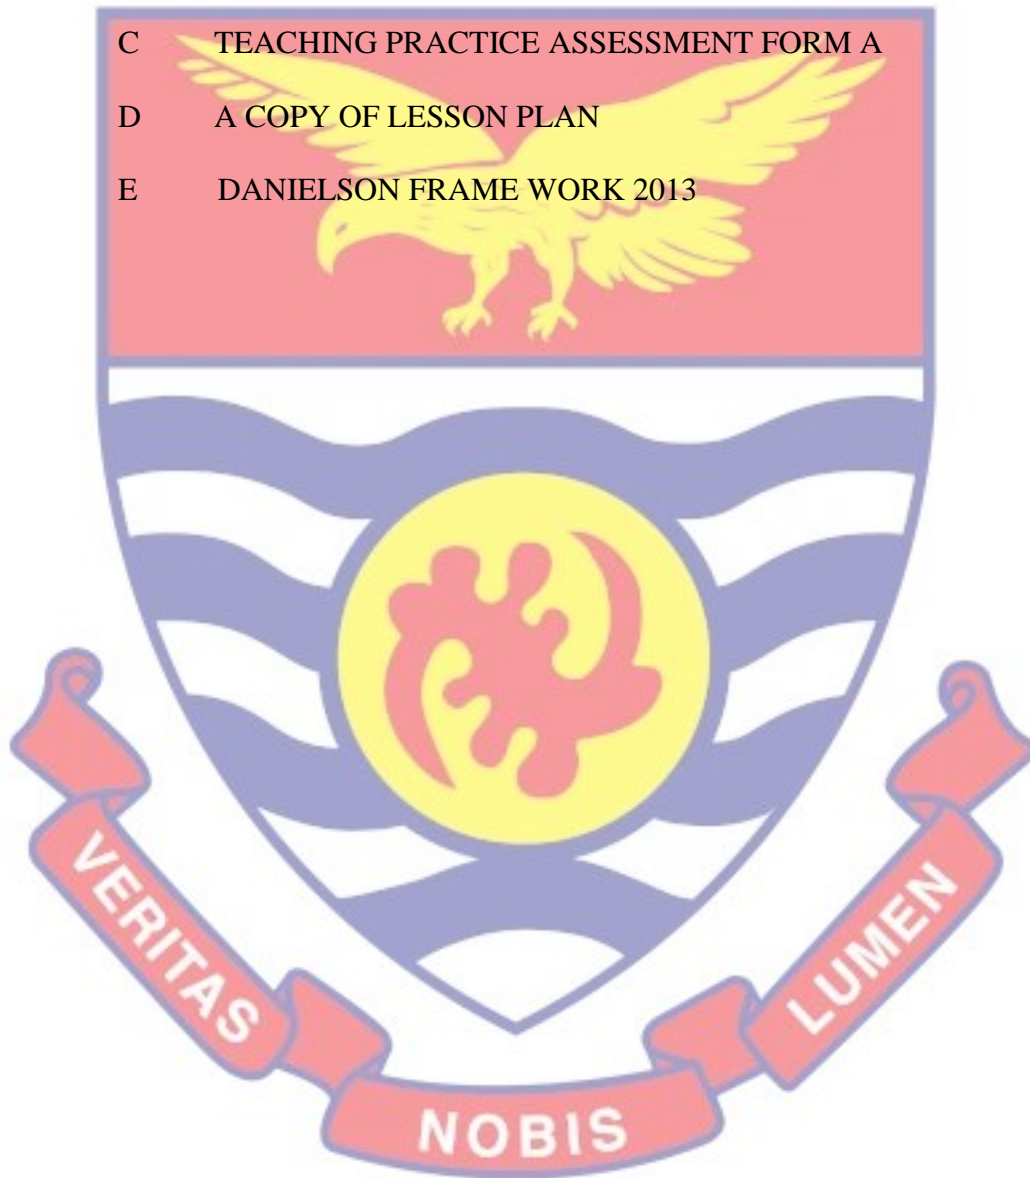 C TEACHING PRACTICE ASSESSMENT FORM A
D A COPY OF LESSON PLAN
E DANIELSON FRAME WORK 2013
VERITAS
NOBIS
LUMEN